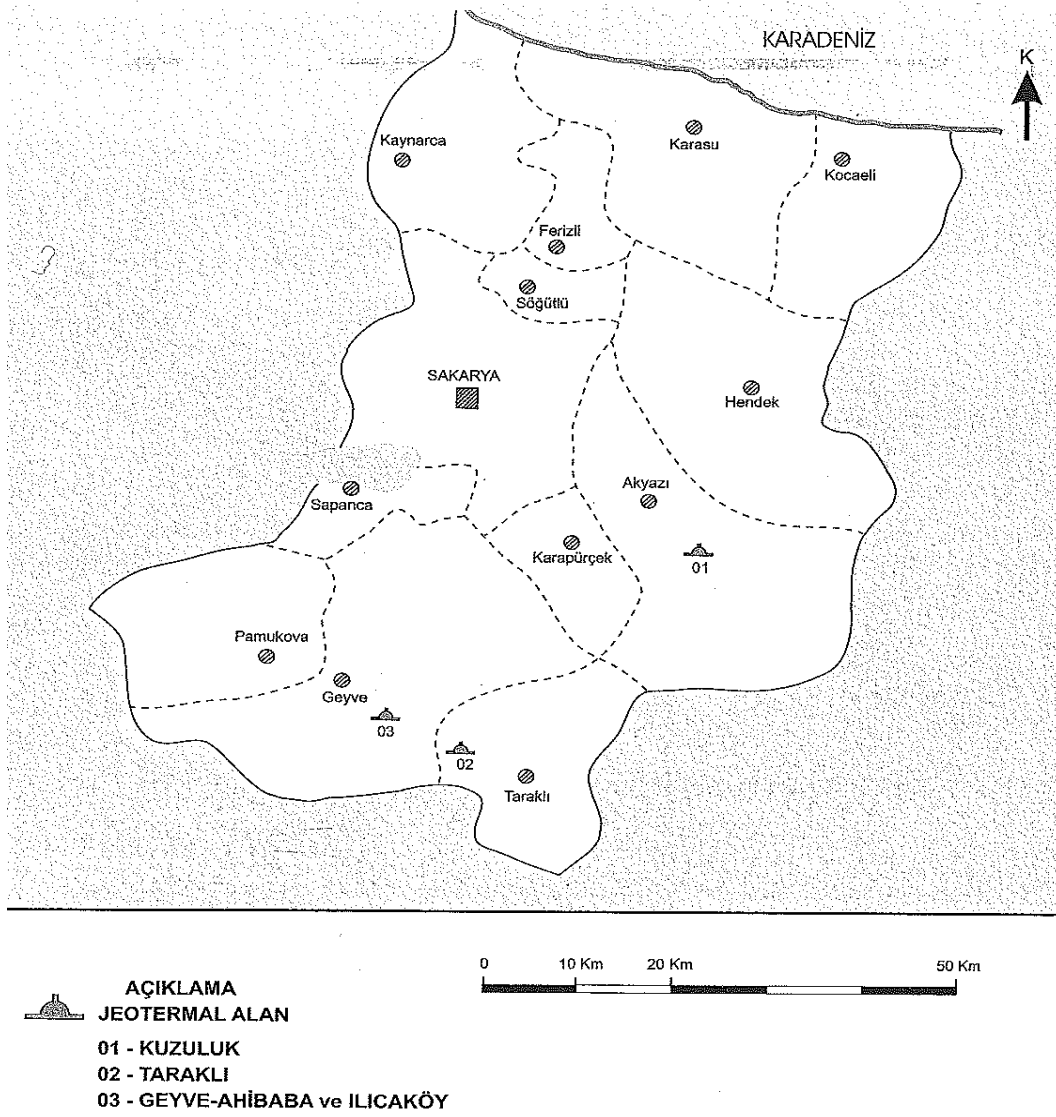 KARADENİZ
K
Kaynarca
Karasu
Kocaeli
Ferizli
Söğütlü
SAKARYA
Hendek
Sapanca
Akyazı
Karapürçek
01
Pamukova
Geyve
03
02
Taraklı
0 10 Km 20 Km 50 Km
AÇIKLAMA
JEOTERMAL ALAN
01 - KUZULUK
02 - TARAKLI
03 - GEYVE-AHİBABA ve ILICAKÖY